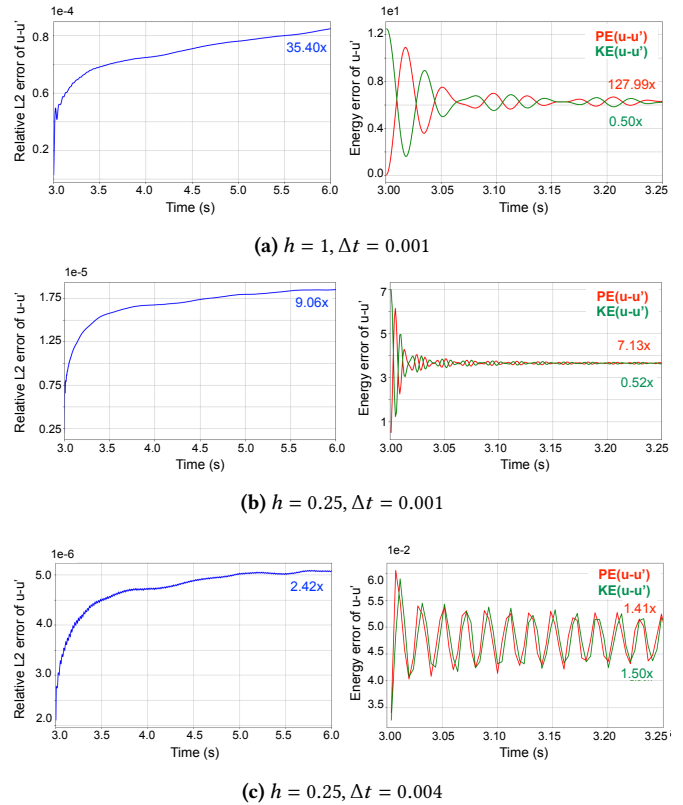 1e-4
Relative L2 error of u-u'
0.8
0.6
0.2
35.40x
3.0 3.5 4.0 4.5 5.0 5.5 6.0
Time (s)
1e1
Energy error of u-u'
1.2
0.8
0.4
0.0
PE(u-u')
KE(u-u')
127.99x
0.50x
3.00 3.05 3.10 3.15 3.20 3.25
Time (s)
(a) h = 1, Δt = 0.001
1e-5
Relative L2 error of u-u'
1.75
1.25
0.75
0.25
9.06x
3.0 3.5 4.0 4.5 5.0 5.5 6.0
Time (s)
Energy error of u-u'
7
5
3
1
PE(u-u')
KE(u-u')
7.13x
0.52x
3.00 3.05 3.10 3.15 3.20 3.25
Time (s)
(b) h = 0.25, Δt = 0.001
1e-6
Relative L2 error of u-u'
5.0
4.0
3.0
2.0
2.42x
3.0 3.5 4.0 4.5 5.0 5.5 6.0
Time (s)
1e-2
Energy error of u-u'
6.0
5.5
5.0
4.5
4.0
3.5
PE(u-u')
KE(u-u')
1.41x
1.50x
3.00 3.05 3.10 3.15 3.20 3.25
Time (s)
(c) h = 0.25, Δt = 0.004